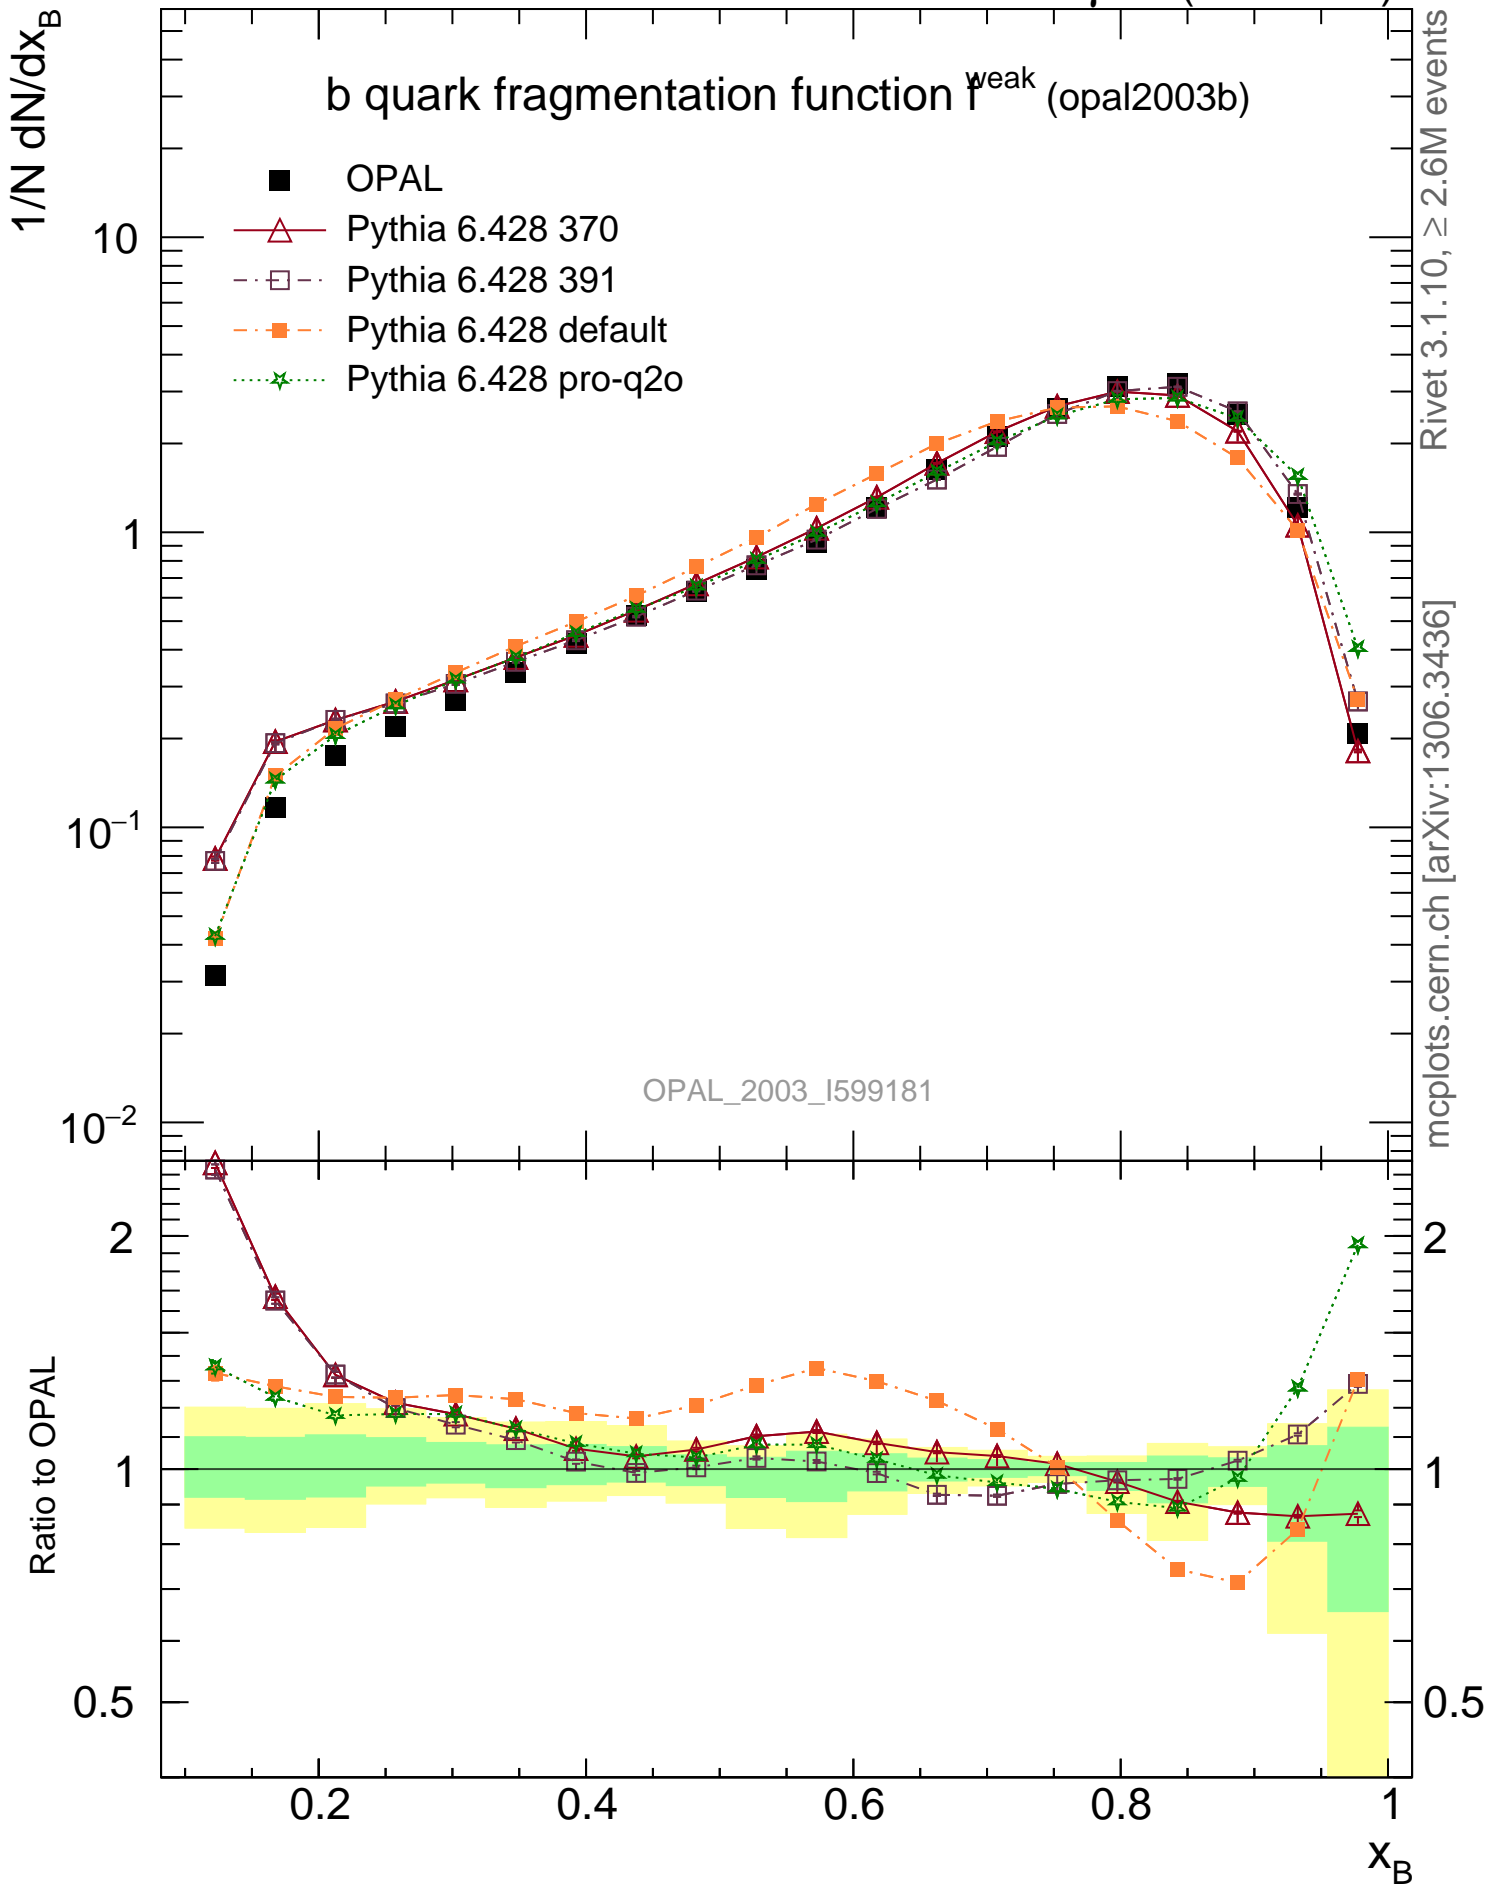 b quark fragmentation function f^weak (opal2003b)
1/N dN/dx_B
OPAL
Pythia 6.428 370
Pythia 6.428 391
Pythia 6.428 default
Pythia 6.428 pro-q2o
10
1
10^−1
10^−2
OPAL_2003_I599181
Rivet 3.1.10, ≥ 2.6M events
mcplots.cern.ch [arXiv:1306.3436]
Ratio to OPAL
2
1
0.5
2
1
0.5
0.2
0.4
0.6
0.8
1
x_B